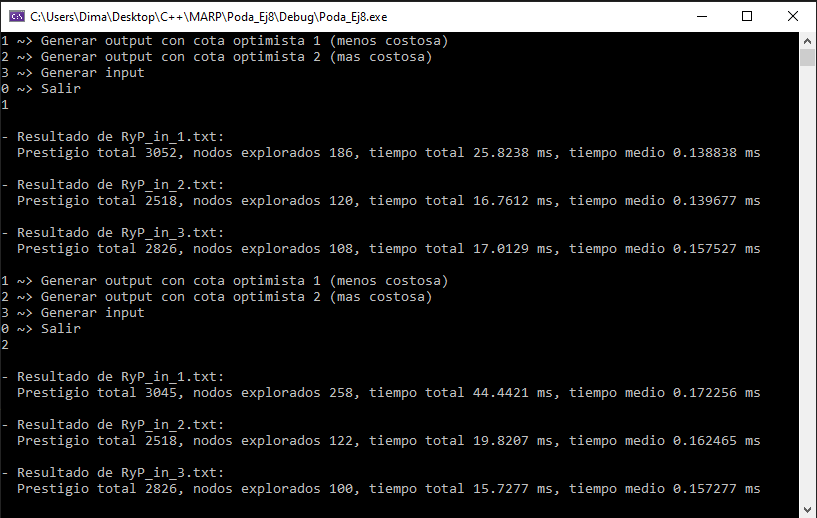 C:\Users\Dima\Desktop\C++\MARP\Poda_Ej8\Debug\Poda_Ej8.exe
1 ~> Generar output con cota optimista 1 (menos costosa)
2 ~> Generar output con cota optimista 2 (mas costosa)
3 ~> Generar input
0 ~> Salir
1
- Resultado de RyP_in_1.txt:
Prestigio total 3052, nodos explorados 186, tiempo total 25.8238 ms, tiempo medio 0.138838 ms
- Resultado de RyP_in_2.txt:
Prestigio total 2518, nodos explorados 120, tiempo total 16.7612 ms, tiempo medio 0.139677 ms
- Resultado de RyP_in_3.txt:
Prestigio total 2826, nodos explorados 108, tiempo total 17.0129 ms, tiempo medio 0.157527 ms
1 ~> Generar output con cota optimista 1 (menos costosa)
2 ~> Generar output con cota optimista 2 (mas costosa)
3 ~> Generar input
0 ~> Salir
2
- Resultado de RyP_in_1.txt:
Prestigio total 3045, nodos explorados 258, tiempo total 44.4421 ms, tiempo medio 0.172256 ms
- Resultado de RyP_in_2.txt:
Prestigio total 2518, nodos explorados 122, tiempo total 19.8207 ms, tiempo medio 0.162465 ms
- Resultado de RyP_in_3.txt:
Prestigio total 2826, nodos explorados 100, tiempo total 15.7277 ms, tiempo medio 0.157277 ms